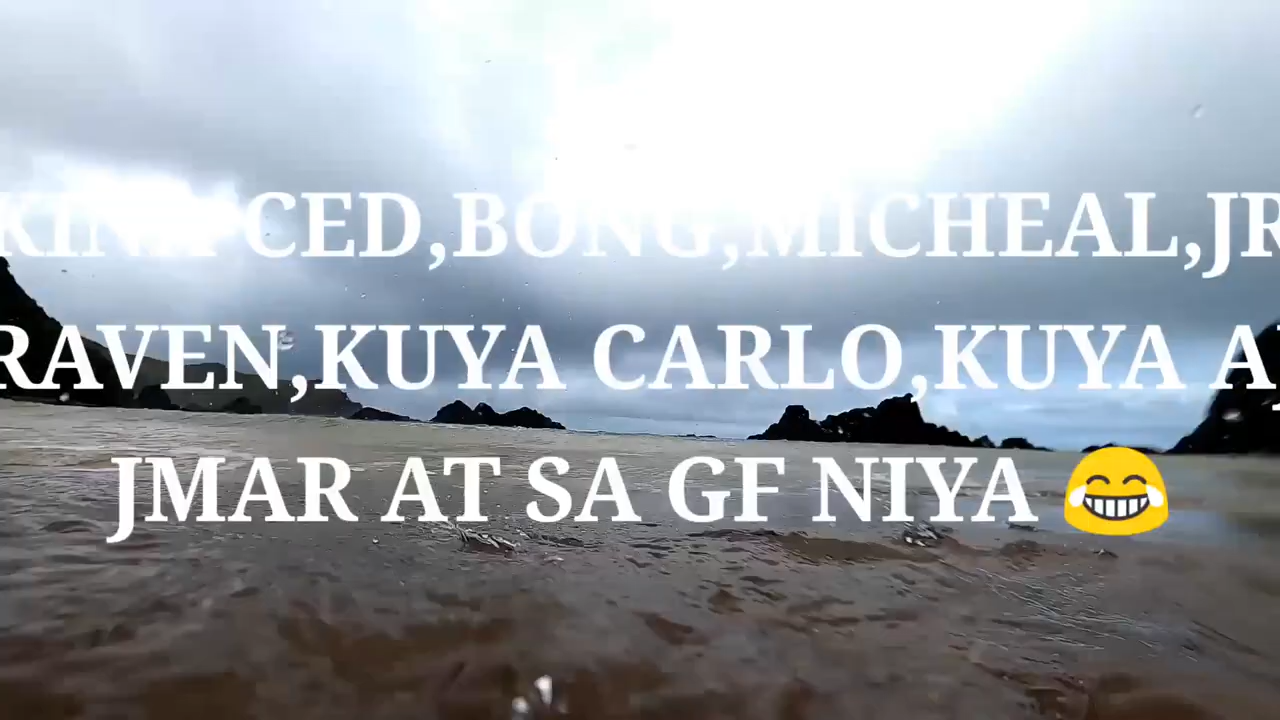 CED,BONG,MICHEAL,JR
RAVEN,KUYA CARLO,KUYA
JMAR AT SA GF NIYA 😂